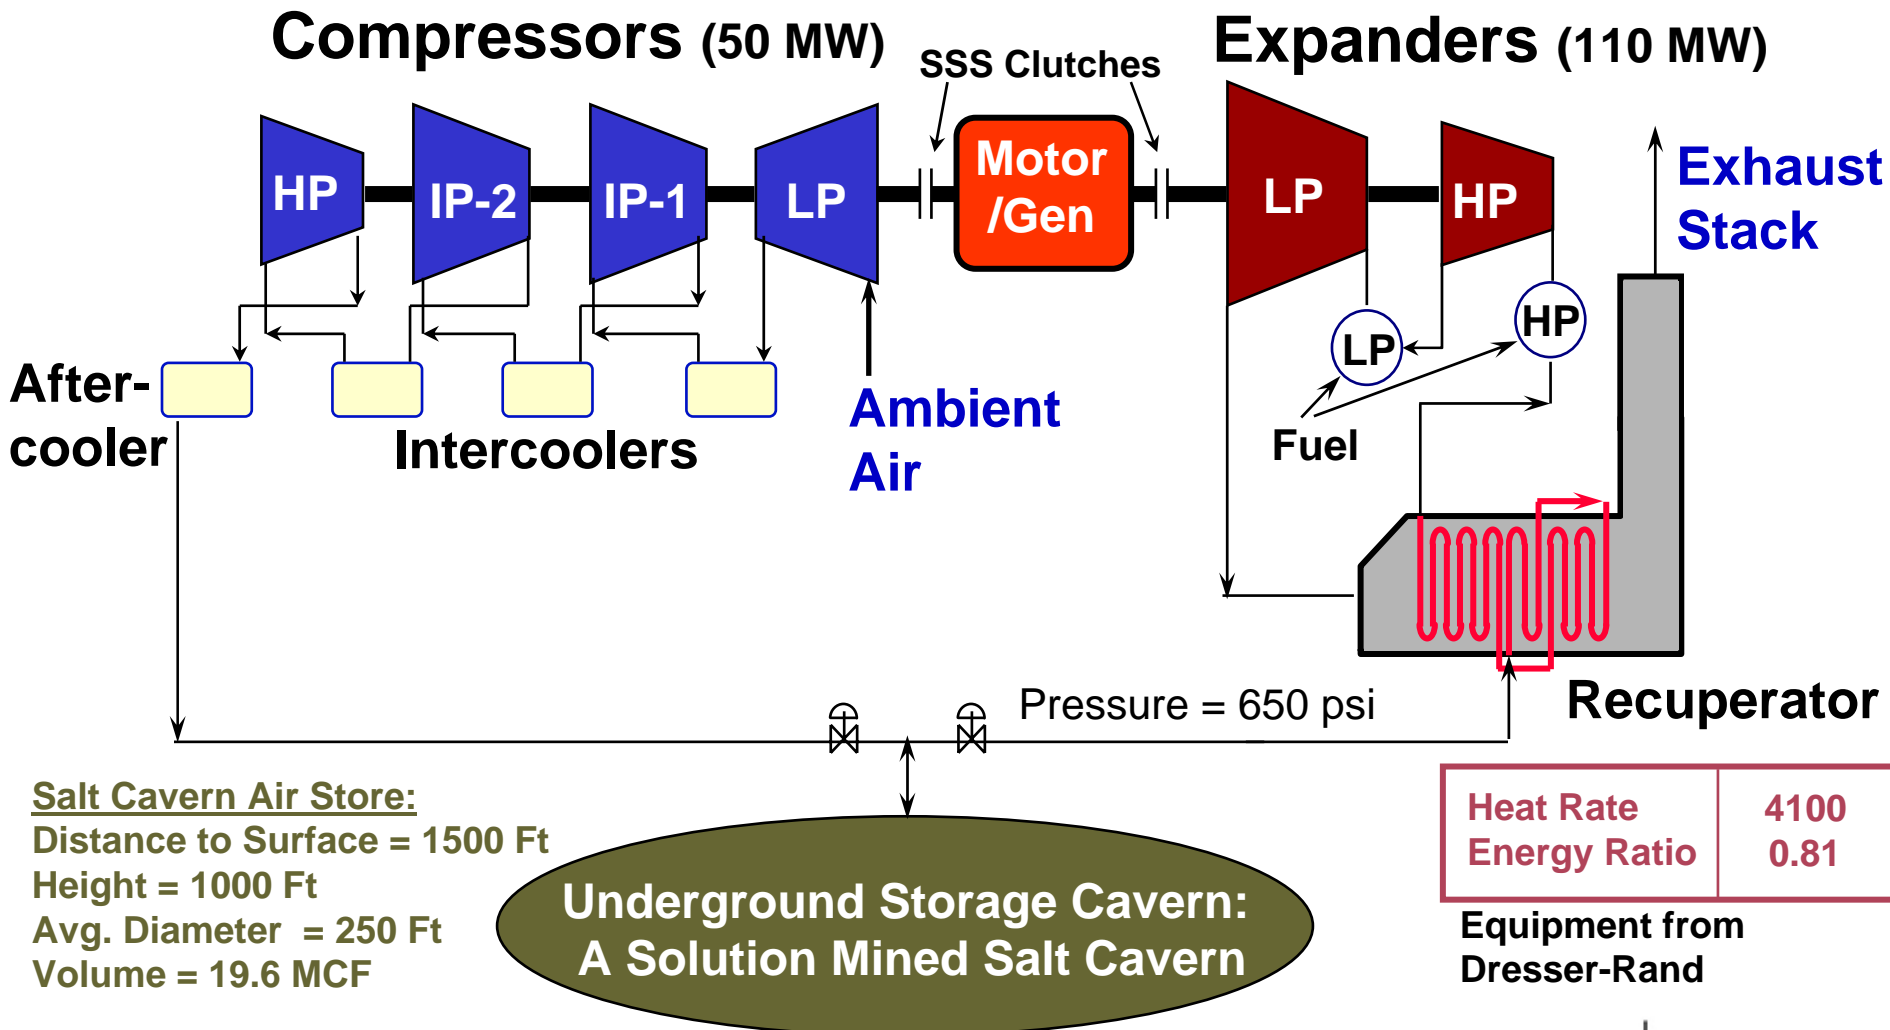 Compressors (50 MW)
SSS Clutches
Expanders (110 MW)
HP
IP-2
IP-1
LP
Motor
/Gen
LP
HP
Exhaust
Stack
LP
HP
After-
cooler
Intercoolers
Ambient
Air
Fuel
Pressure = 650 psi
Recuperator
Salt Cavern Air Store:
Distance to Surface = 1500 Ft
Height = 1000 Ft
Avg. Diameter = 250 Ft
Volume = 19.6 MCF
Underground Storage Cavern:
A Solution Mined Salt Cavern
Heat Rate 4100
Energy Ratio 0.81
Equipment from
Dresser-Rand